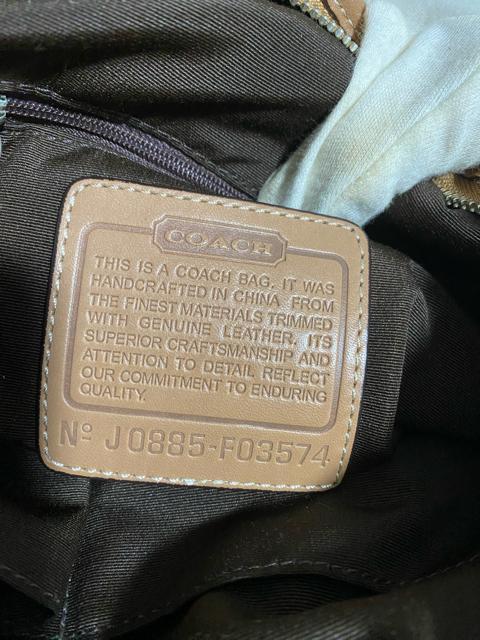 COACH
THIS IS A COACH BAG. IT WAS
HANDCRAFTED IN CHINA FROM
THE FINEST MATERIALS TRIMMED
WITH GENUINE LEATHER. ITS
SUPERIOR CRAFTSMANSHIP AND
ATTENTION TO DETAIL REFLECT
OUR COMMITMENT TO ENDURING
QUALITY.
Nº J0885-F03574